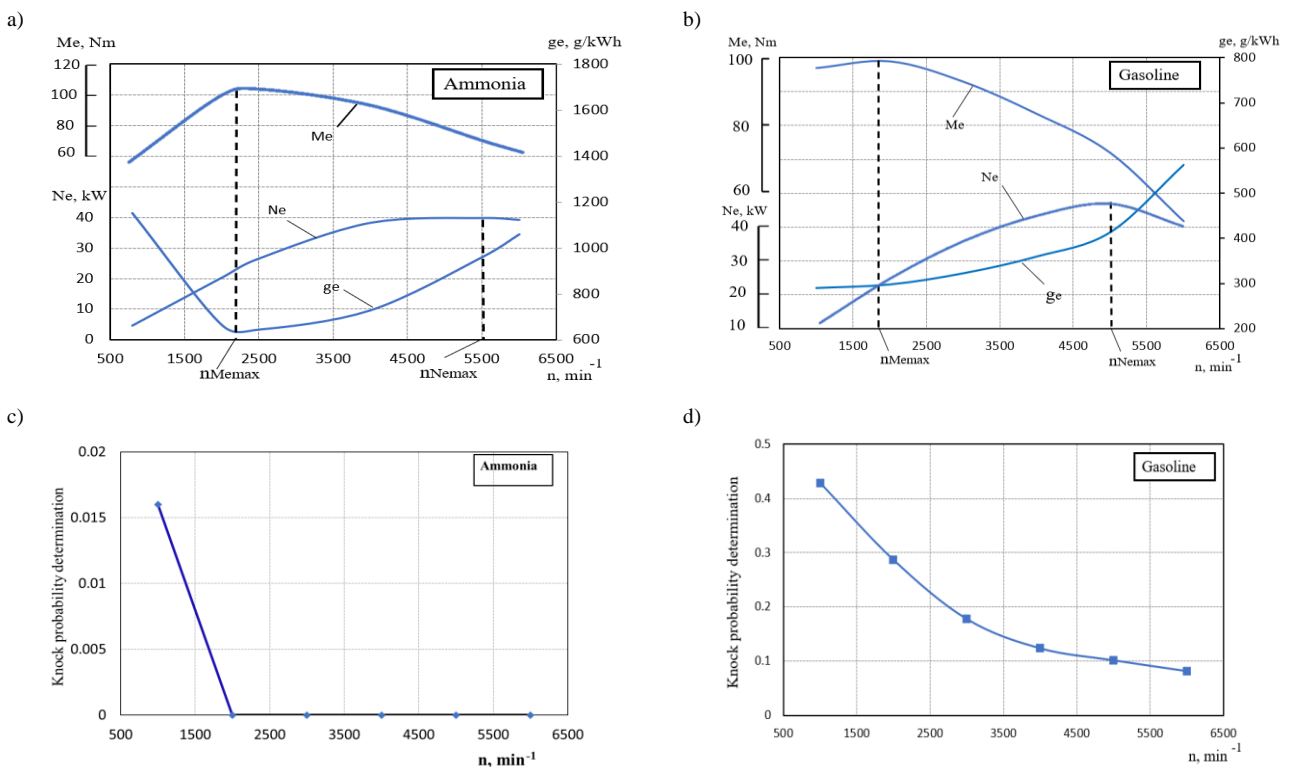 a)
Me, Nm
ge, g/kWh
120
100
80
60
Ne, kW
40
30
20
10
0
1800
1600
1400
1200
1000
800
600
Ammonia
Me
Ne
ge
500 1500 2500 3500 4500 5500 6500
nMemax
nNemax
n, min-1
b)
Me, Nm
ge, g/kWh
100
80
60
Ne, kW
40
30
20
10
800
700
600
500
400
300
200
Gasoline
Me
Ne
ge
500 1500 2500 3500 4500 5500 6500
nMemax
nNemax
n, min-1
c)
Knock probability determination
0.02
0.015
0.01
0.005
0
Ammonia
500 1500 2500 3500 4500 5500 6500
n, min-1
d)
Knock probability determination
0.5
0.4
0.3
0.2
0.1
0
Gasoline
500 1500 2500 3500 4500 5500 6500
n, min-1